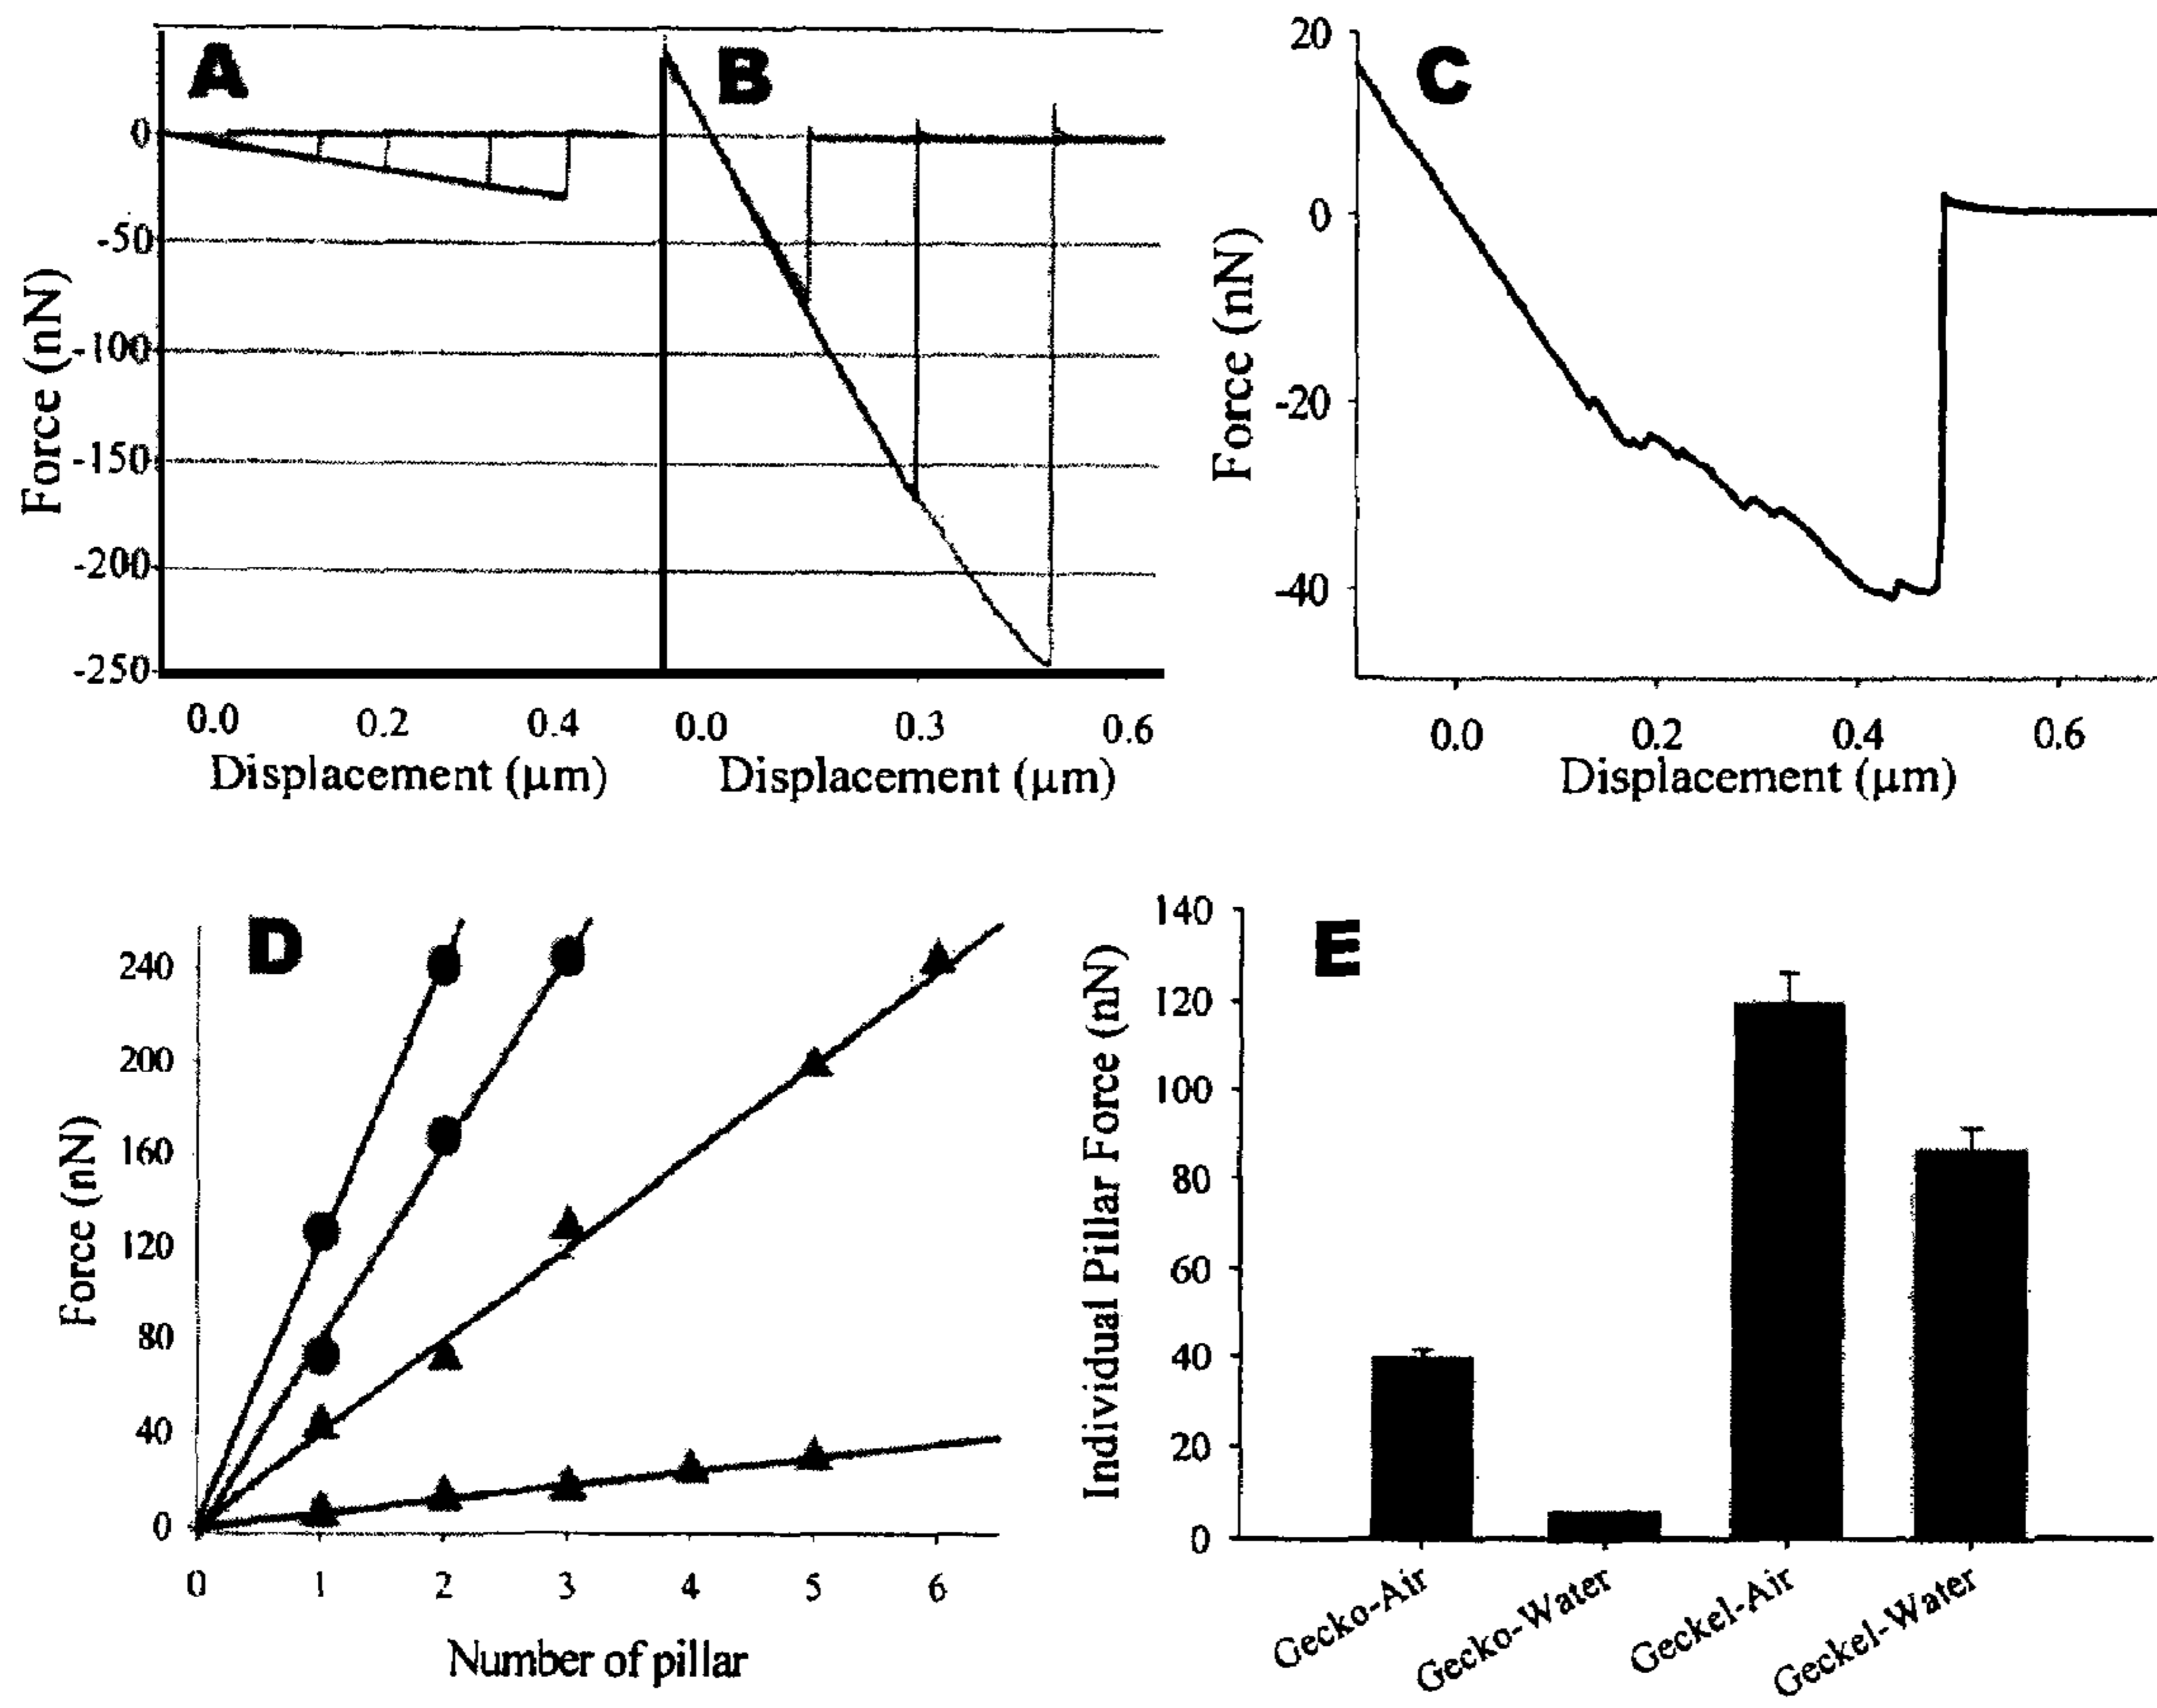 A
B
0
-50
-100
-150
-200
-250
Force (nN)
0.0 0.2 0.4 0.0 0.3 0.6
Displacement (μm) Displacement (μm)
C
20
0
-20
-40
Force (nN)
0.0 0.2 0.4 0.6
Displacement (μm)
D
240
200
160
120
80
40
0
Force (nN)
0 1 2 3 4 5 6
Number of pillar
E
140
120
100
80
60
40
20
0
Individual Pillar Force (nN)
Gecko-Air
Gecko-Water
Geckel-Air
Geckel-Water